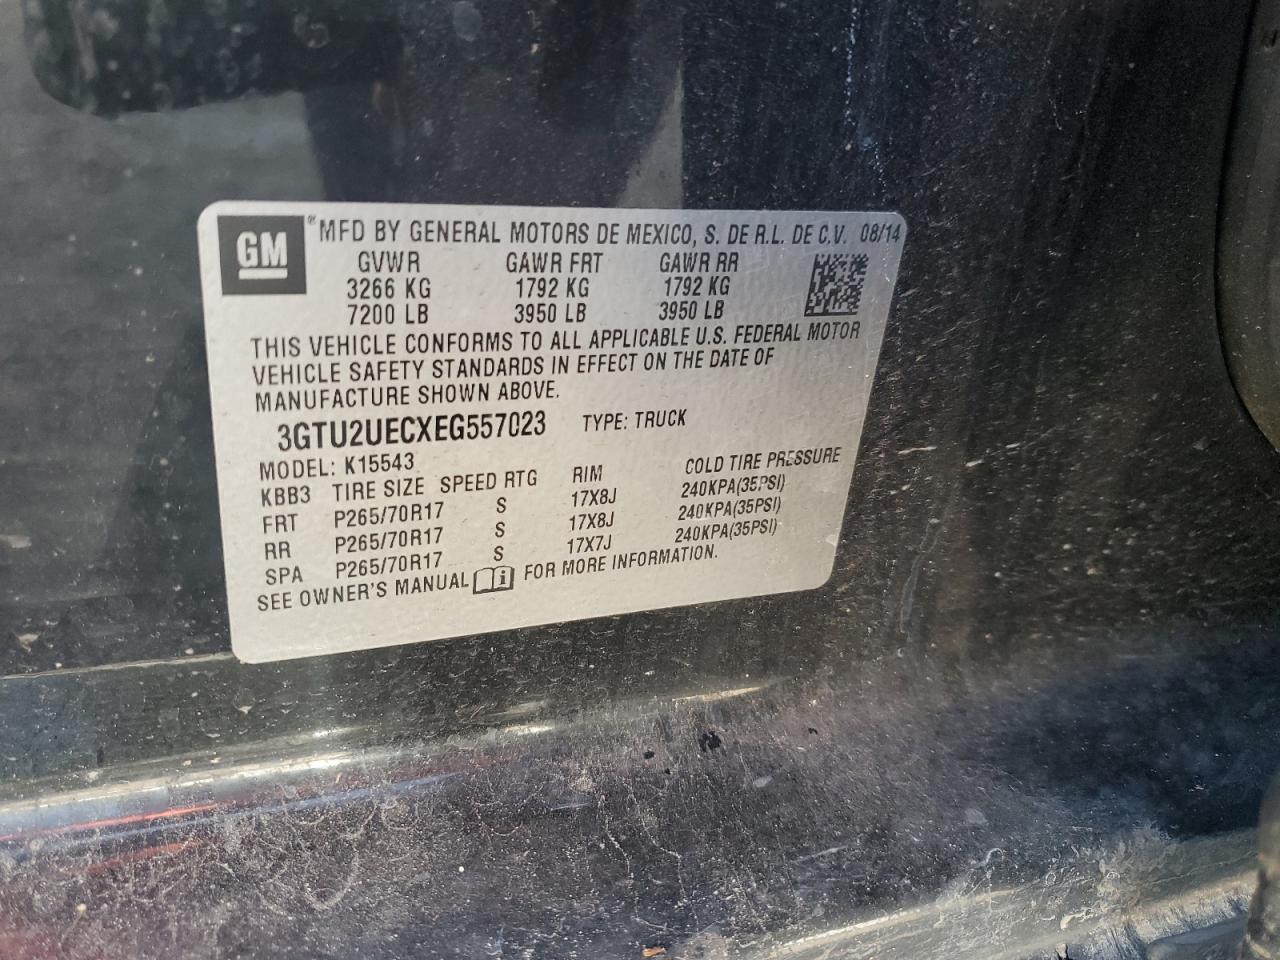 GM ® MFD BY GENERAL MOTORS DE MEXICO, S. DE R.L. DE C.V. 08/14
GVWR GAWR FRT GAWR RR
3266 KG 1792 KG 1792 KG
7200 LB 3950 LB 3950 LB
THIS VEHICLE CONFORMS TO ALL APPLICABLE U.S. FEDERAL MOTOR
VEHICLE SAFETY STANDARDS IN EFFECT ON THE DATE OF
MANUFACTURE SHOWN ABOVE.
3GTU2UECXEG557023 TYPE: TRUCK
MODEL: K15543
KBB3 TIRE SIZE SPEED RTG RIM COLD TIRE PRESSURE
FRT P265/70R17 S 17X8J 240KPA(35PSI)
RR P265/70R17 S 17X8J 240KPA(35PSI)
SPA P265/70R17 S 17X7J 240KPA(35PSI)
SEE OWNER'S MANUAL i FOR MORE INFORMATION.